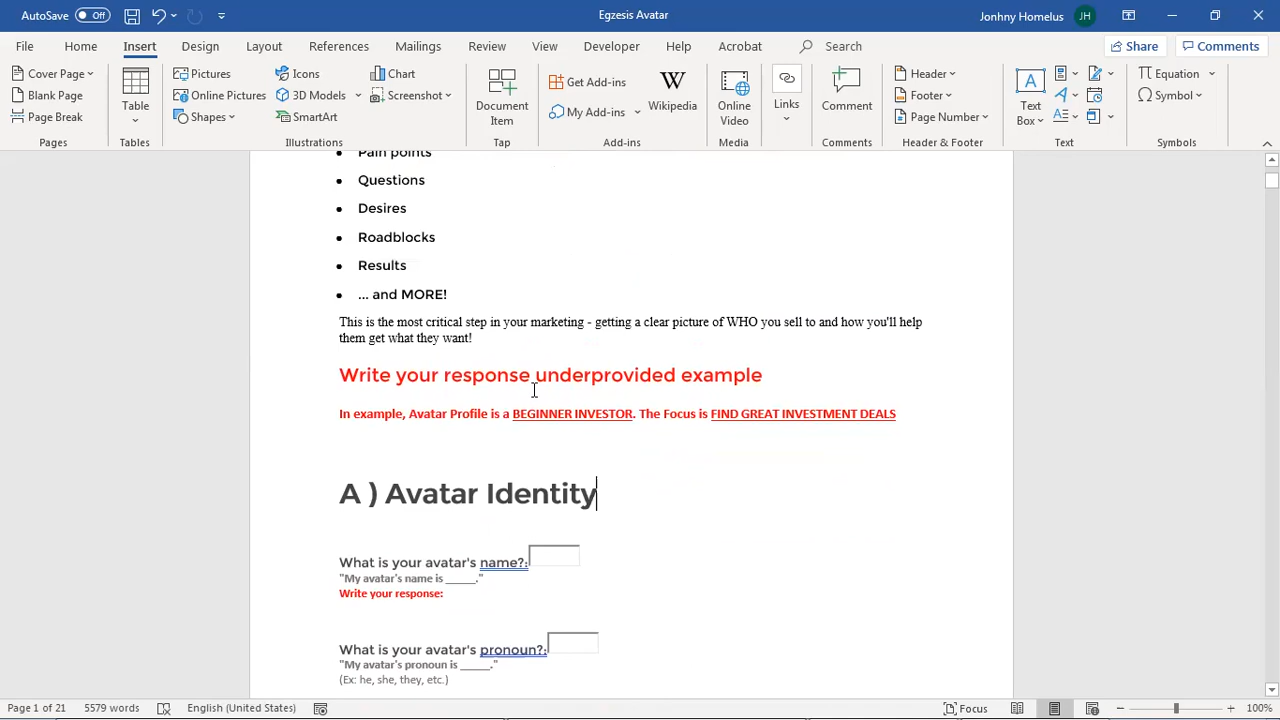 AutoSave Off Egzesis Avatar Jonhny Homelus JH
File Home Insert Design Layout References Mailings Review View Developer Help Acrobat Search Share Comments
Cover Page
Blank Page
Page Break
Pages
Table
Tables
Pictures
Online Pictures
Shapes
Icons
3D Models
SmartArt
Chart
Screenshot
Illustrations
Document
Item
Tap
Get Add-ins
My Add-ins
Wikipedia
Add-ins
Online
Video
Media
Links
Comment
Comments
Header
Footer
Page Number
Header & Footer
Text
Box
Text
Equation
Symbol
Symbols
Pain points
• Questions
• Desires
• Roadblocks
• Results
• ... and MORE!
This is the most critical step in your marketing - getting a clear picture of WHO you sell to and how you'll help
them get what they want!
Write your response underprovided example
In example, Avatar Profile is a BEGINNER INVESTOR. The Focus is FIND GREAT INVESTMENT DEALS
A ) Avatar Identity
What is your avatar's name?:
"My avatar's name is _____."
Write your response:
What is your avatar's pronoun?:
"My avatar's pronoun is _____."
(Ex: he, she, they, etc.)
Page 1 of 21 5579 words English (United States) Focus 100%